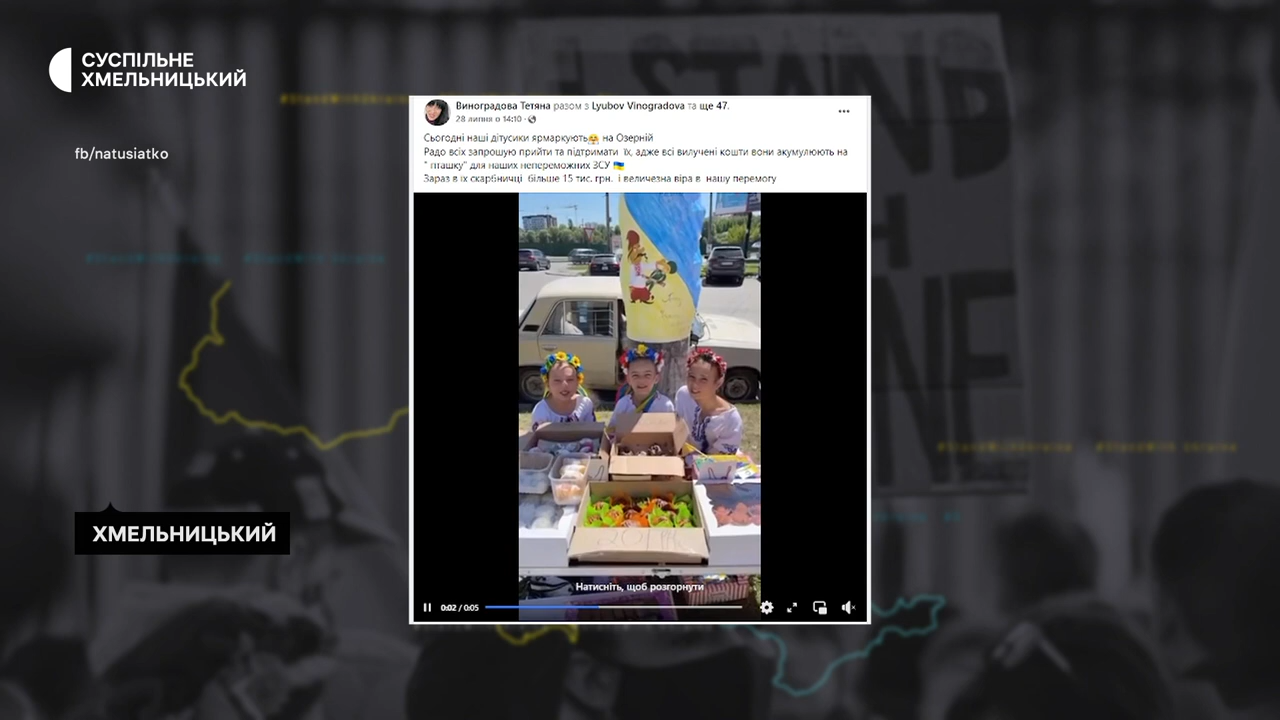 СУСПІЛЬНЕ
ХМЕЛЬНИЦЬКИЙ
fb/natusiatko
Виноградова Тетяна разом з Lyubov Vinogradova та ще 47.
28 липня о 14:10
Сьогодні наші дітусики ярмаркують🤗 на Озерній
Радо всіх запрошую прийти та підтримати їх, адже всі вилучені кошти вони акумулюють на
" пташку" для наших непереможних ЗСУ 🇺🇦
Зараз в їх скарбничці більше 15 тис. грн. і величезна віра в нашу перемогу
STAND
NE
ХМЕЛЬНИЦЬКИЙ
Натисніть, щоб розгорнути
0:02 / 0:05